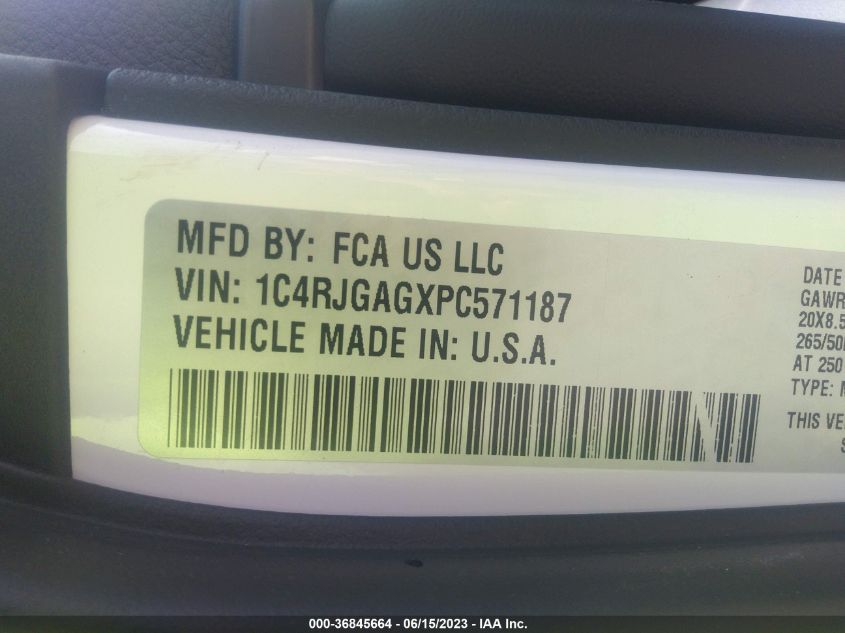 MFD BY: FCA US LLC
VIN: 1C4RJGAGXPC571187
VEHICLE MADE IN: U.S.A.
DATE
GAWR
20X8.5
265/50
AT 250
TYPE:
THIS VE
000-36845664 - 06/15/2023 - IAA Inc.